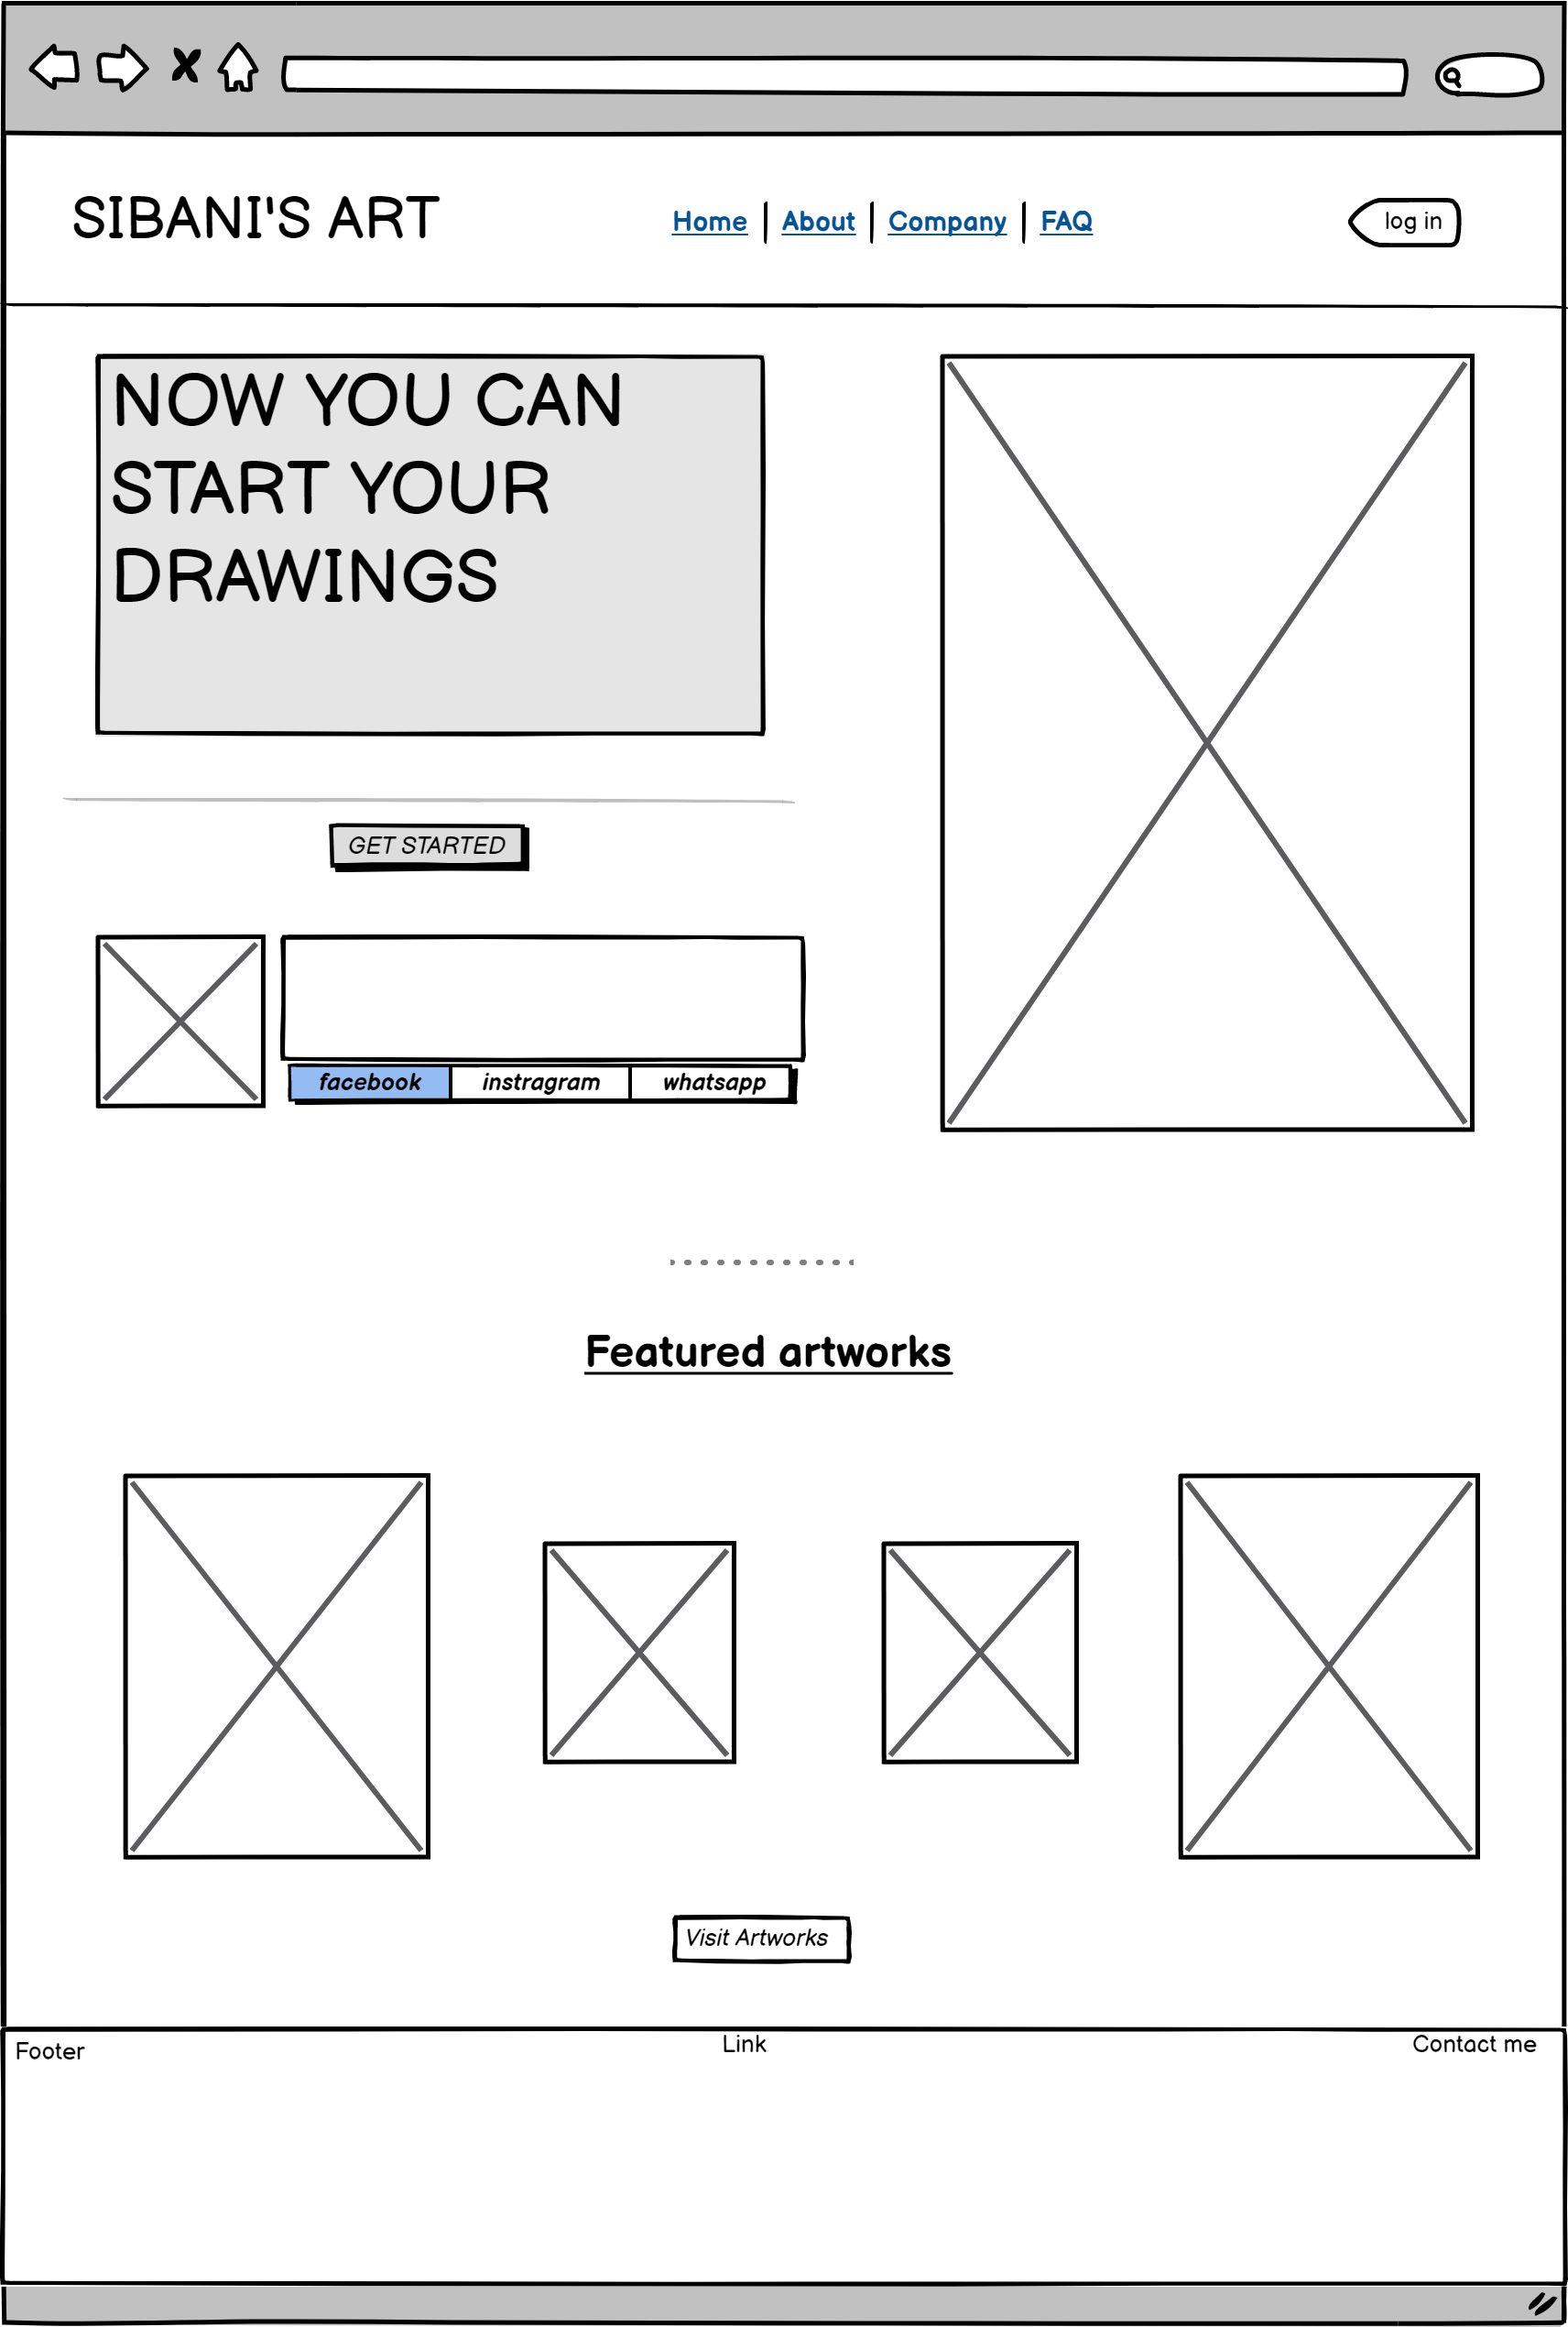 SIBANI'S ART
Home | About | Company | FAQ
log in
NOW YOU CAN
START YOUR
DRAWINGS
GET STARTED
facebook instragram whatsapp
Featured artworks
Visit Artworks
Footer Link Contact me